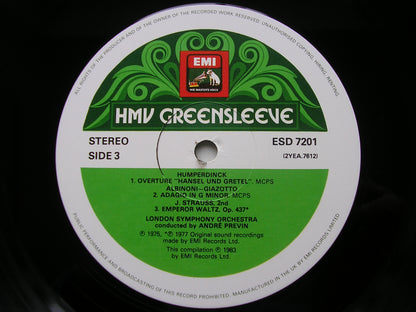 ALL RIGHTS OF THE PRODUCER AND OF THE OWNER OF THE RECORDED WORK RESERVED. UNAUTHORISED COPYING, HIRING, RENTING,
EMI
HIS MASTER'S VOICE
HMV GREENSLEEVE
STEREO
ESD 7201
SIDE 3
(2YEA.7612)
HUMPERDINCK
1. OVERTURE "HANSEL UND GRETEL". MCPS
ALBINONI–GIAZOTTO
2. ADAGIO IN G MINOR. MCPS
J. STRAUSS, 2nd
3. EMPEROR WALTZ, Op. 437*
LONDON SYMPHONY ORCHESTRA
conducted by ANDRÉ PREVIN
℗ 1975, *℗ 1977 Original sound recordings
made by EMI Records Ltd.
This compilation ℗ 1983
by EMI Records Ltd.
PUBLIC PERFORMANCE AND BROADCASTING OF THIS RECORD PROHIBITED. MANUFACTURED IN THE UK BY EMI RECORDS LIMITED